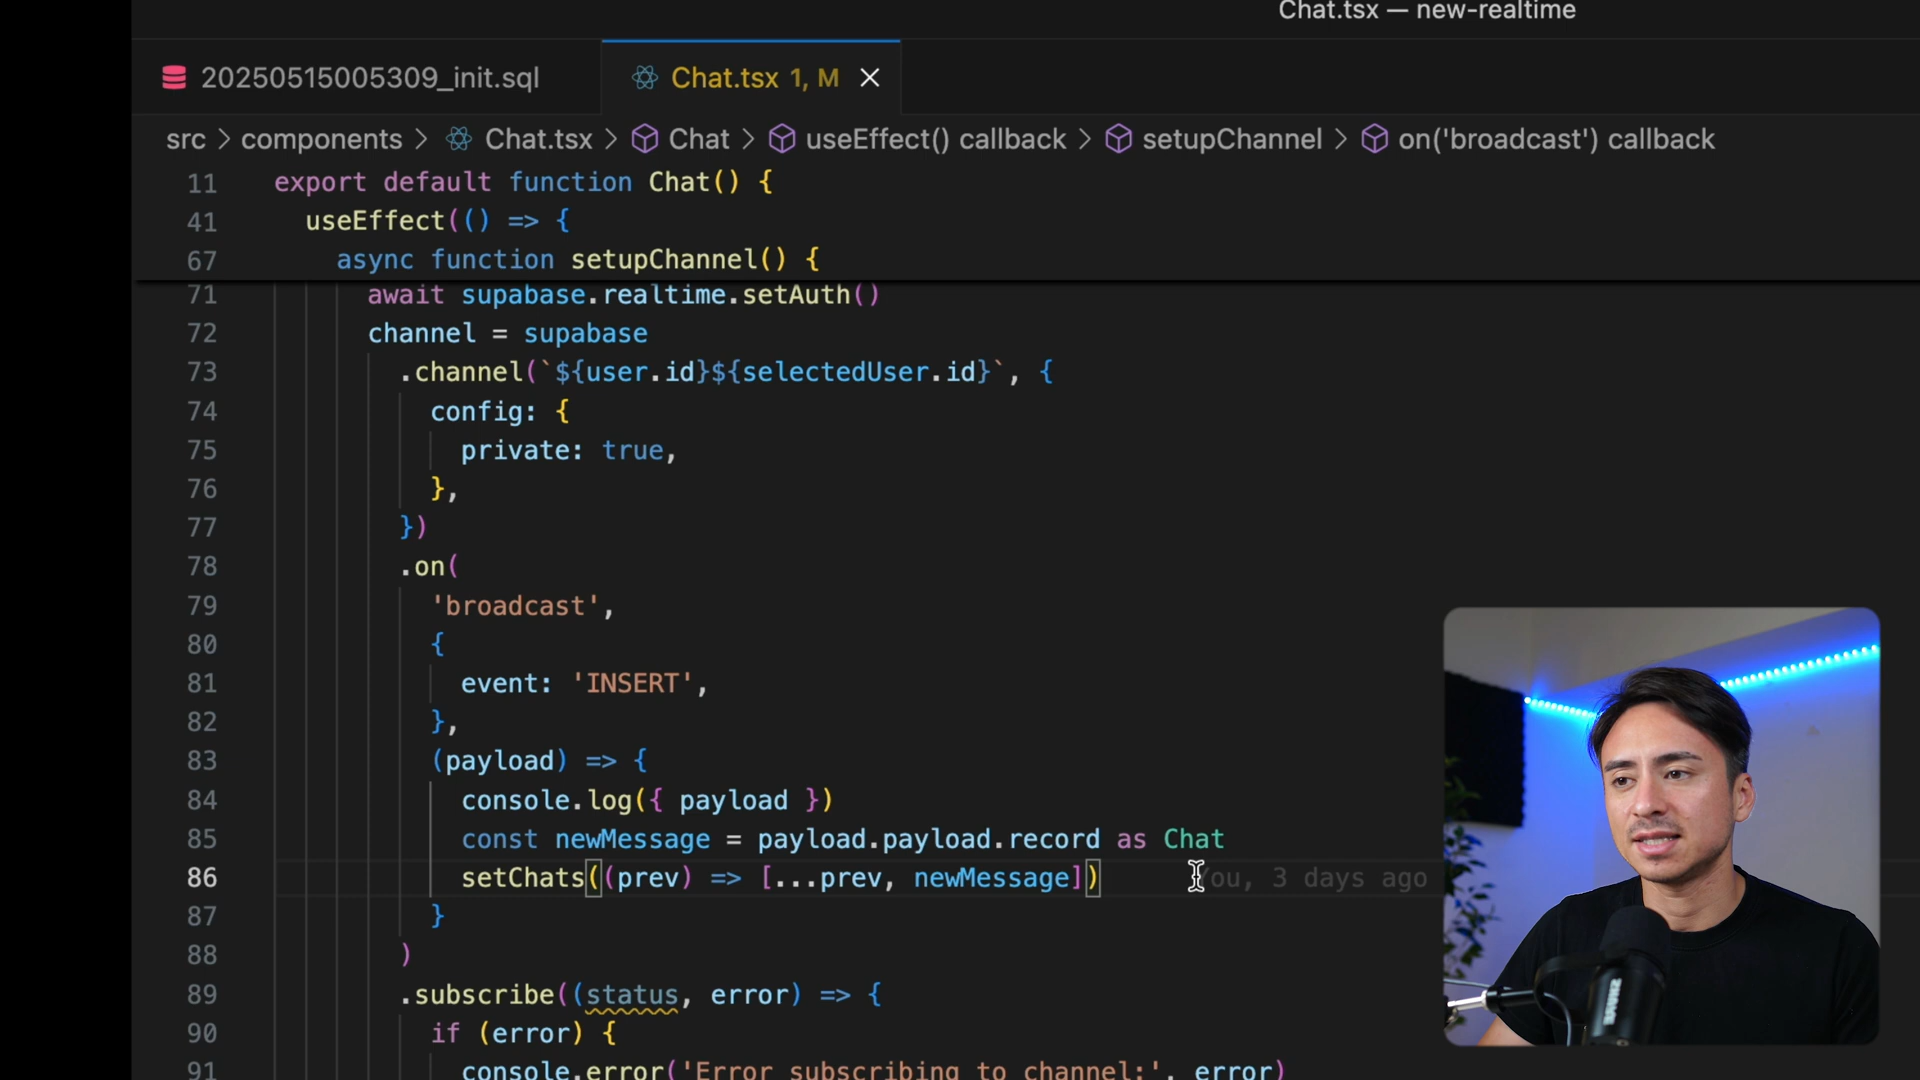 Chat.tsx — new-realtime
20250515005309_init.sql
Chat.tsx 1, M
src > components > Chat.tsx > Chat > useEffect() callback > setupChannel > on('broadcast') callback
11 export default function Chat() {
41 useEffect(() => {
67 async function setupChannel() {
71 await supabase.realtime.setAuth()
72 channel = supabase
73 .channel(`${user.id}${selectedUser.id}`, {
74 config: {
75 private: true,
76 },
77 })
78 .on(
79 'broadcast',
80 {
81 event: 'INSERT',
82 },
83 (payload) => {
84 console.log({ payload })
85 const newMessage = payload.payload.record as Chat
86 setChats((prev) => [...prev, newMessage]) You, 3 days ago
87 }
88 )
89 .subscribe((status, error) => {
90 if (error) {
91 console.error('Error subscribing to channel:', error)
SHURE